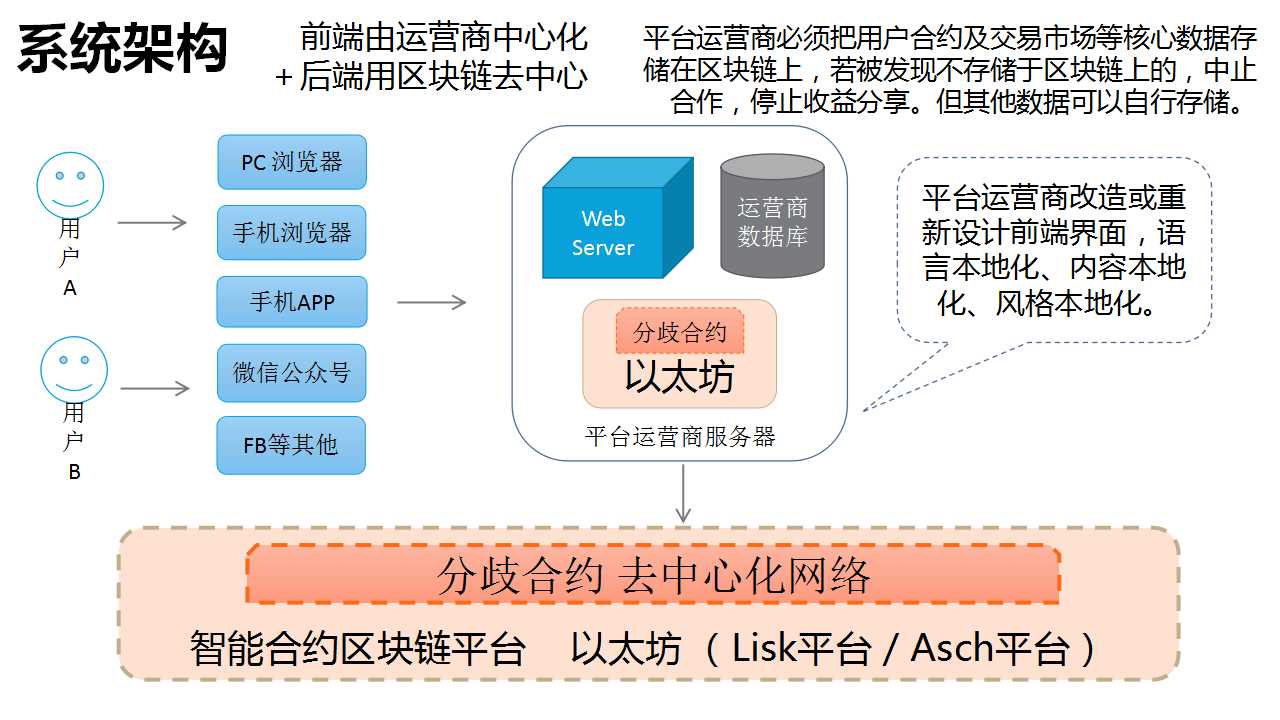 系统架构
前端由运营商中心化
+后端用区块链去中心
平台运营商必须把用户合约及交易市场等核心数据存
储在区块链上，若被发现不存储于区块链上的，中止
合作，停止收益分享。但其他数据可以自行存储。
用
户
A
用
户
B
PC 浏览器
手机浏览器
手机APP
微信公众号
FB等其他
Web
Server
运营商
数据库
分歧合约
以太坊
平台运营商服务器
平台运营商改造或重
新设计前端界面，语
言本地化、内容本地
化、风格本地化。
分歧合约 去中心化网络
智能合约区块链平台 以太坊（Lisk平台 / Asch平台）